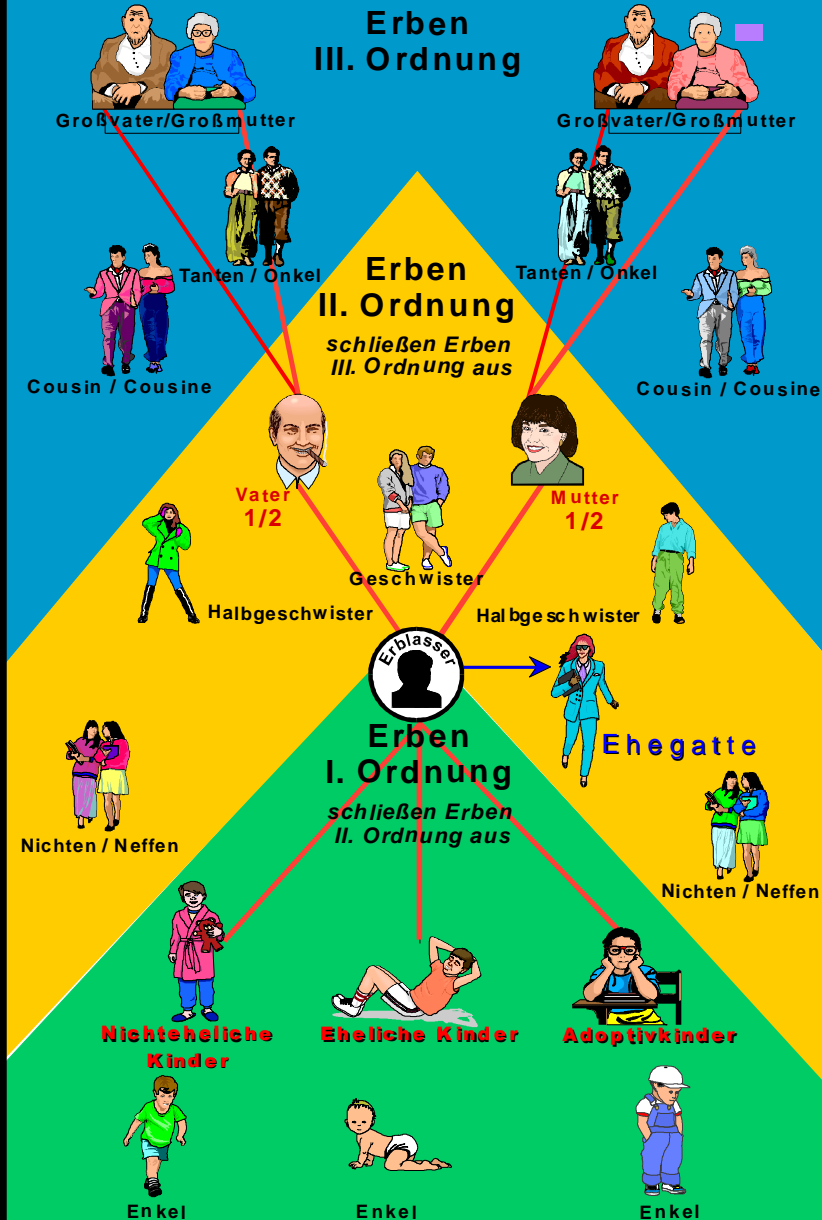 Erben
III. Ordnung
Großvater/Großmutter
Großvater/Großmutter
Tanten / Onkel
Tanten / Onkel
Erben
II. Ordnung
schließen Erben
III. Ordnung aus
Cousin / Cousine
Cousin / Cousine
Vater
1/2
Mutter
1/2
Geschwister
Halbgeschwister
Halbgeschwister
Erblasser
Ehegatte
Erben
I. Ordnung
schließen Erben
II. Ordnung aus
Nichten / Neffen
Nichten / Neffen
Nichteheliche
Kinder
Eheliche Kinder
Adoptivkinder
Enkel
Enkel
Enkel